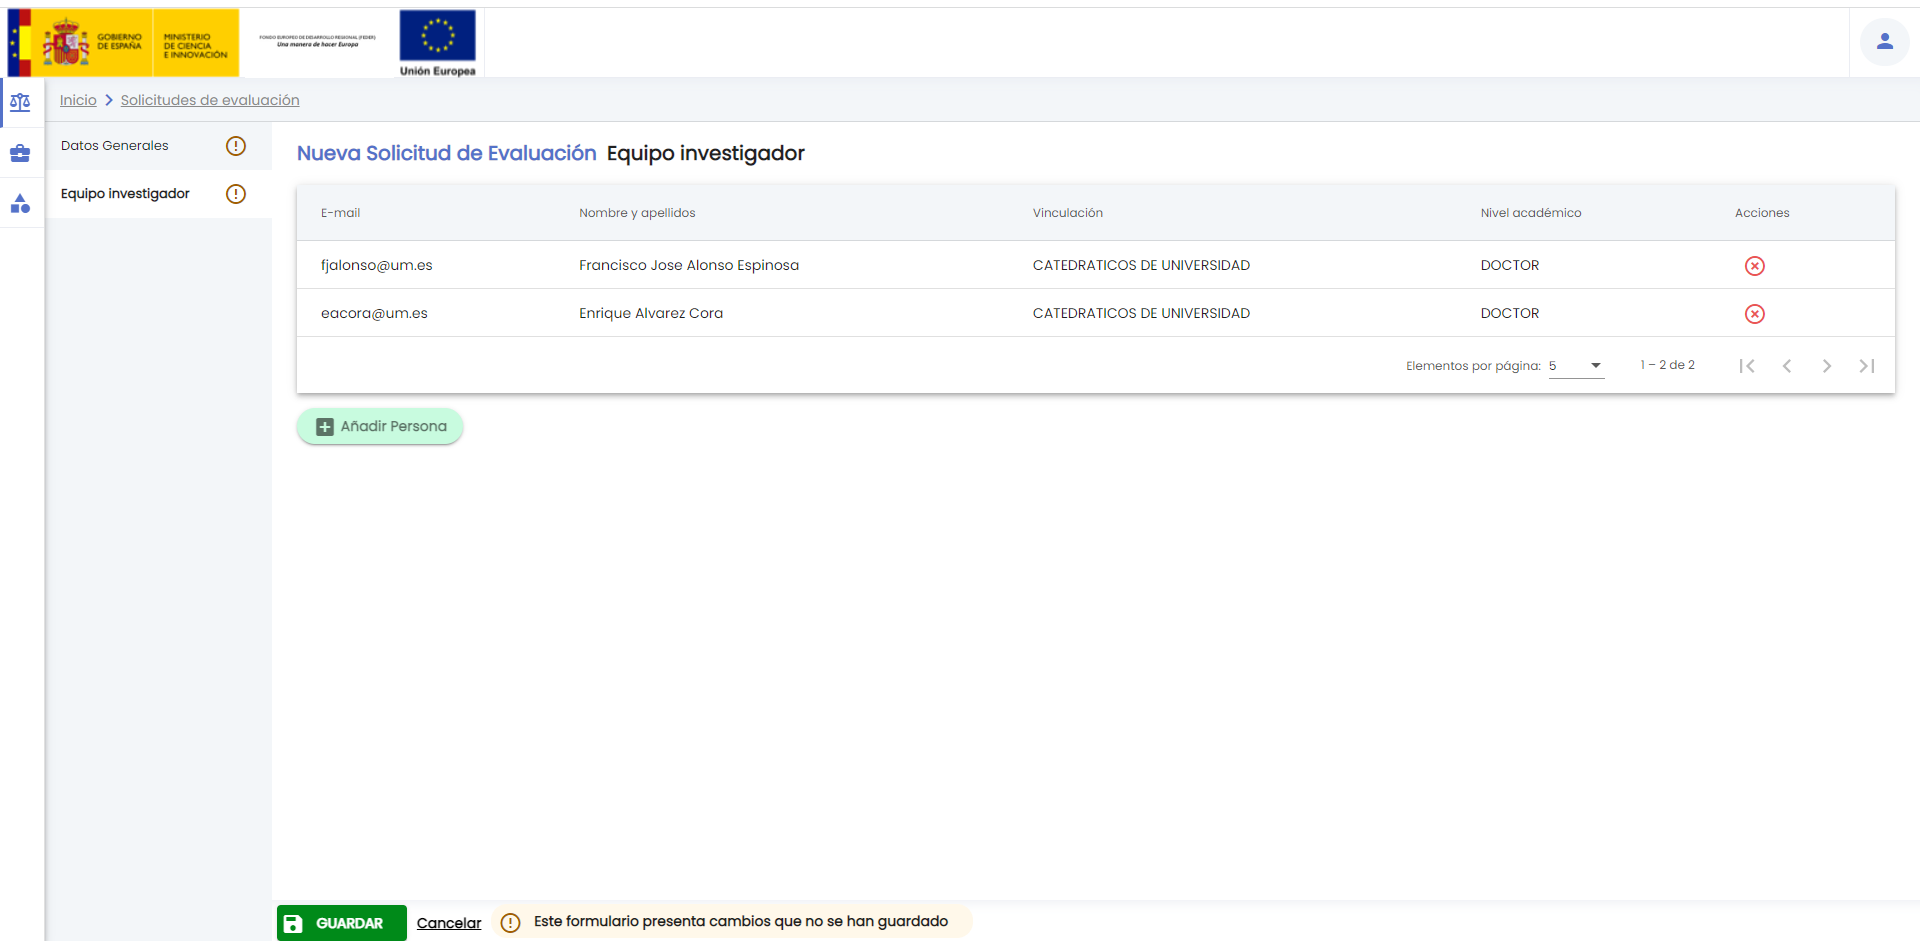 GOBIERNO
DE ESPAÑA
MINISTERIO
DE CIENCIA
E INNOVACIÓN
FONDO EUROPEO DE DESARROLLO REGIONAL (FEDER)
Una manera de hacer Europa
Unión Europea
Inicio Solicitudes de evaluación
Datos Generales
Equipo investigador
Nueva Solicitud de Evaluación Equipo investigador
E-mail Nombre y apellidos Vinculación Nivel académico Acciones
fjalonso@um.es Francisco Jose Alonso Espinosa CATEDRATICOS DE UNIVERSIDAD DOCTOR
eacora@um.es Enrique Alvarez Cora CATEDRATICOS DE UNIVERSIDAD DOCTOR
Elementos por página: 5 1 – 2 de 2
Añadir Persona
GUARDAR Cancelar Este formulario presenta cambios que no se han guardado